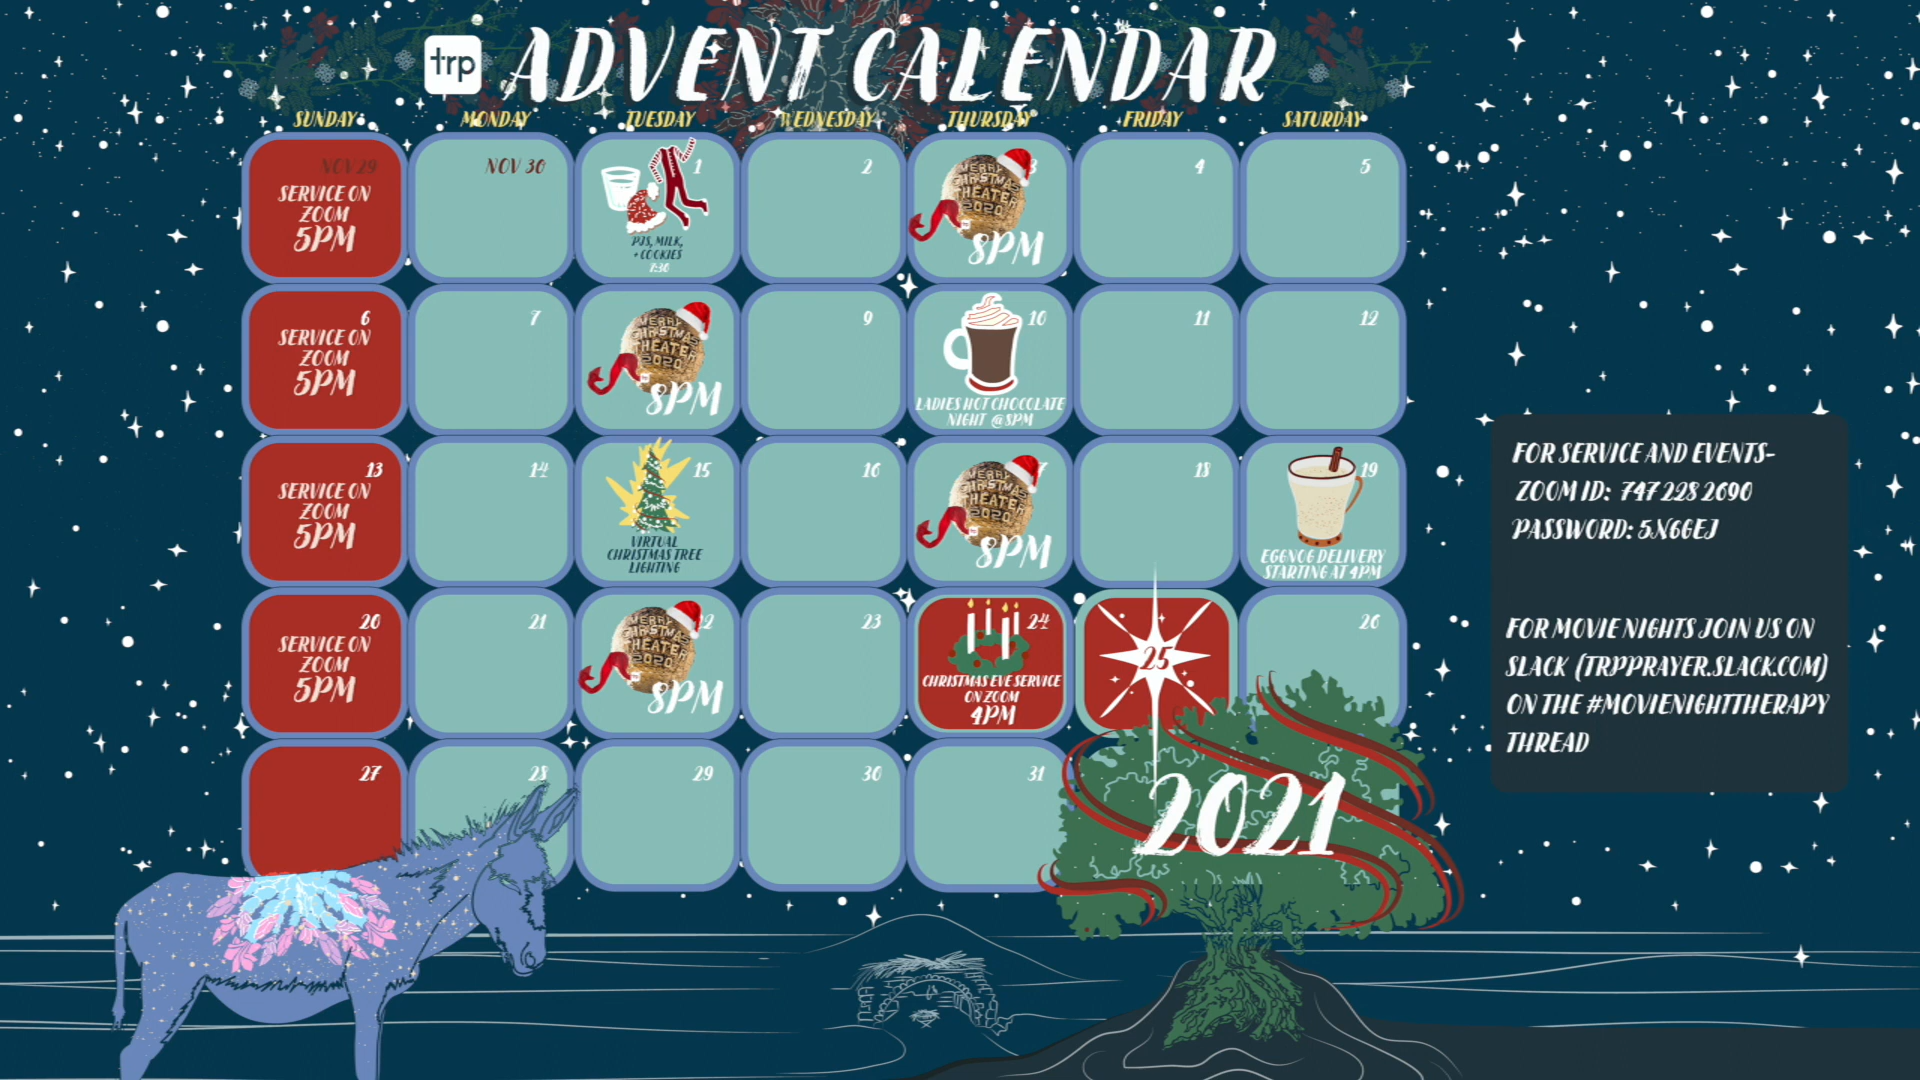 trp ADVENT CALENDAR
SUNDAY MONDAY TUESDAY WEDNESDAY THURSDAY FRIDAY SATURDAY
NOV 29
SERVICE ON
ZOOM
5PM
NOV 30
1
PJS, MILK,
+ COOKIES
7:30
2
3
MERRY
CHRISTMAS
THEATER
2020
8PM
4
5
6
SERVICE ON
ZOOM
5PM
7
MERRY
CHRISTMAS
THEATER
2020
8PM
9
10
LADIES HOT CHOCOLATE
NIGHT @8PM
11
12
13
SERVICE ON
ZOOM
5PM
14
15
VIRTUAL
CHRISTMAS TREE
LIGHTING
16
7
MERRY
CHRISTMAS
THEATER
2020
8PM
18
19
EGGNOG DELIVERY
STARTING AT 4PM
20
SERVICE ON
ZOOM
5PM
21
2
MERRY
CHRISTMAS
THEATER
2020
8PM
23
24
CHRISTMAS EVE SERVICE
ON ZOOM
4PM
25
26
27
28
29
30
31
2021
FOR SERVICE AND EVENTS-
ZOOM ID: 747 228 2690
PASSWORD: 5N6GEJ
FOR MOVIE NIGHTS JOIN US ON
SLACK (TRPPRAYER.SLACK.COM)
ON THE #MOVIENIGHTTHERAPY
THREAD